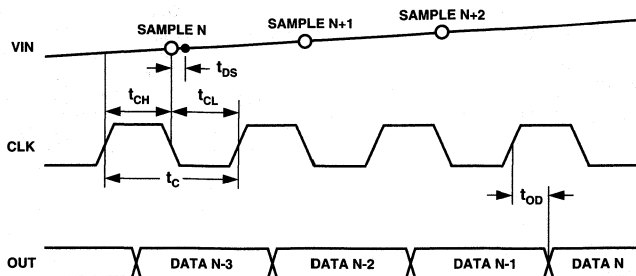 SAMPLE N
SAMPLE N+1
SAMPLE N+2
VIN
tDS
tCH
tCL
CLK
tC
tOD
OUT
DATA N-3
DATA N-2
DATA N-1
DATA N